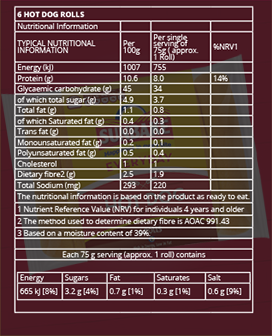 6 HOT DOG ROLLS
Nutritional Information
TYPICAL NUTRITIONAL INFORMATION Per 100g Per single serving of 75g ( approx. 1 Roll) %NRV1
Energy (kJ) 1007 755
Protein (g) 10.6 8.0 14%
Glycaemic carbohydrate (g) 45 34
of which total sugar (g) 4.9 3.7
Total fat (g) 1.1 0.8
of which Saturated fat (g) 0.4 0.3
Trans fat (g) 0.0 0.0
Monounsaturated fat (g) 0.2 0.1
Polyunsaturated fat (g) 0.5 0.4
Cholesterol 1 1
Dietary fibre2 (g) 2.5 1.9
Total Sodium (mg) 293 220
The nutritional information is based on the product as ready to eat.
1 Nutrient Reference Value (NRV) for individuals 4 years and older
2 The method used to determine dietary fibre is AOAC 991.43
3 Based on a moisture content of 39%.
Each 75 g serving (approx. 1 roll) contains
Energy Sugars Fat Saturates Salt
665 kJ [8%] 3.2 g [4%] 0.7 g [1%] 0.3 g [1%] 0.6 g [9%]